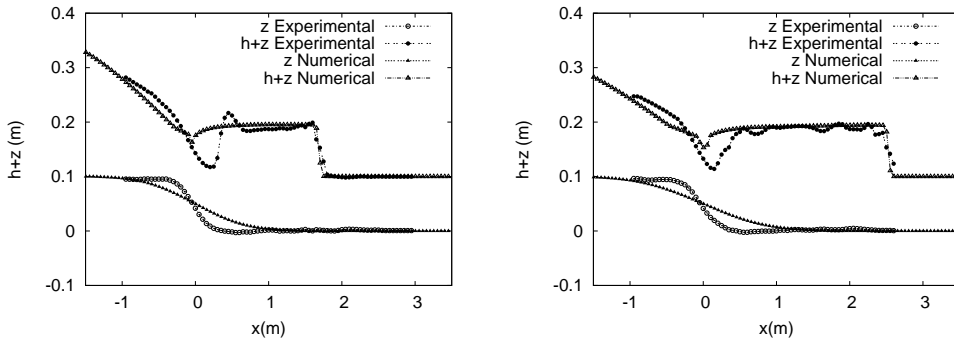 0.4
0.3
0.2
0.1
0
-0.1
h+z (m)
-1 0 1 2 3
x(m)
z Experimental
h+z Experimental
z Numerical
h+z Numerical
0.4
0.3
0.2
0.1
0
-0.1
h+z (m)
-1 0 1 2 3
x(m)
z Experimental
h+z Experimental
z Numerical
h+z Numerical